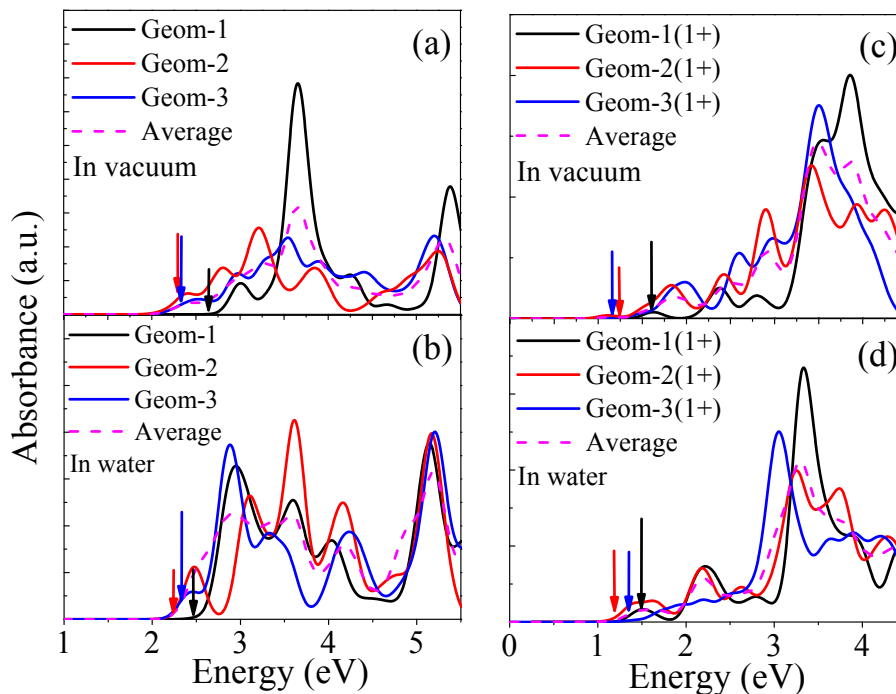 (a)
Geom-1
Geom-2
Geom-3
Average
In vacuum
(c)
Geom-1(1+)
Geom-2(1+)
Geom-3(1+)
Average
In vacuum
(b)
Geom-1
Geom-2
Geom-3
Average
In water
(d)
Geom-1(1+)
Geom-2(1+)
Geom-3(1+)
Average
In water
Absorbance (a.u.)
1 2 3 4 5
0 1 2 3 4
Energy (eV)
Energy (eV)